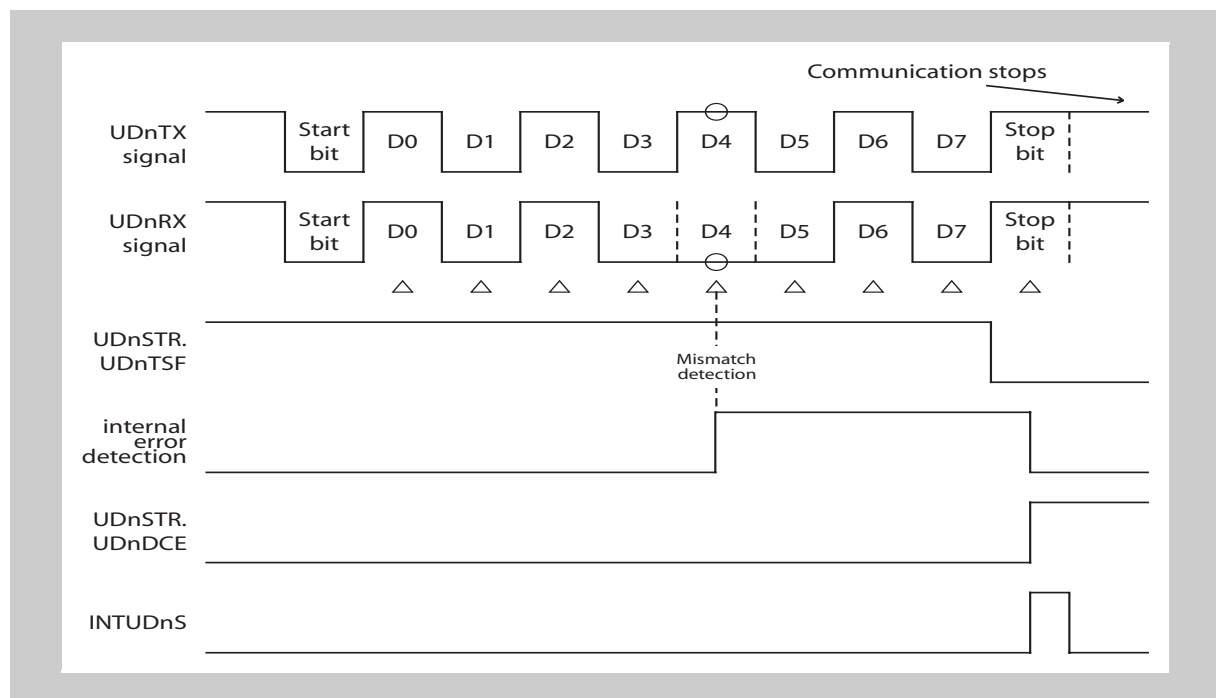 Communication stops
UDnTX
signal
Start
bit
D0
D1
D2
D3
D4
D5
D6
D7
Stop
bit
UDnRX
signal
Start
bit
D0
D1
D2
D3
D4
D5
D6
D7
Stop
bit
UDnSTR.
UDnTSF
Mismatch
detection
internal
error
detection
UDnSTR.
UDnDCE
INTUDnS